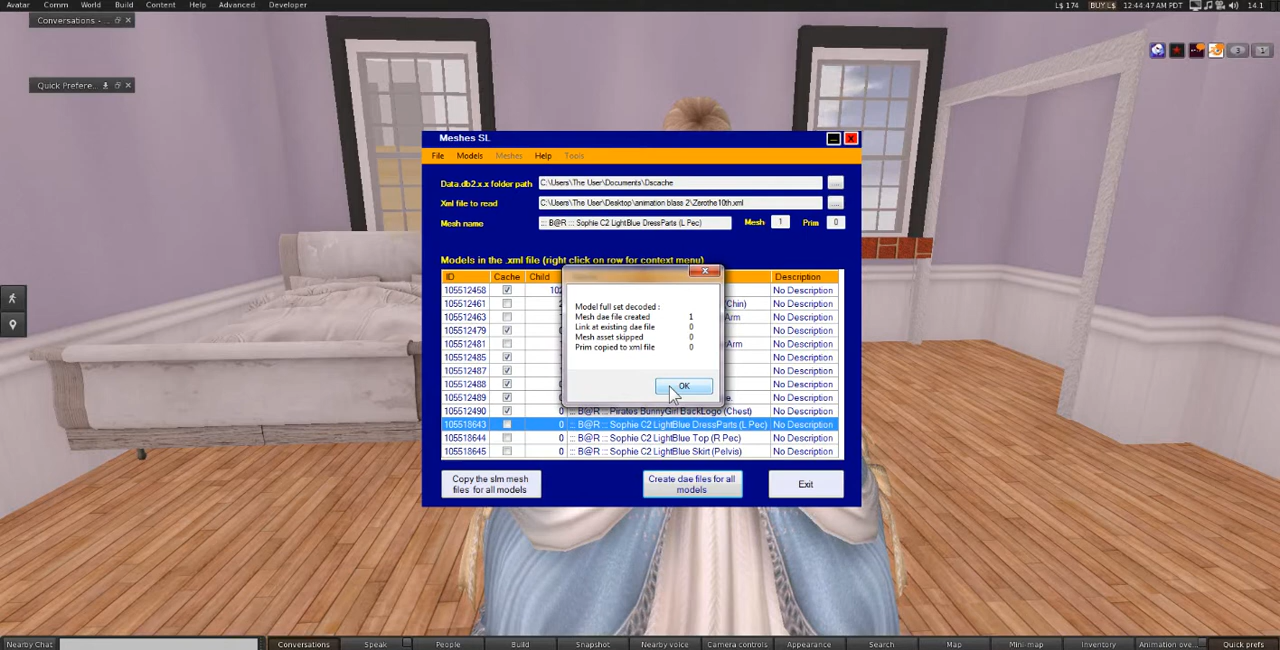 Avatar Comm World Build Content Help Advanced Developer
L$ 174 BUY L$ 12:44:47 AM PDT 14.1
Conversations -
Quick Prefere...
3 1
Meshes SL
File Models Meshes Help Tools
Data.db2.x.x folder path C:\Users\The User\Documents\Dscache ...
Xml file to read C:\Users\The User\Desktop\animation blass 2\Zarothe10th.xml ...
Mesh name ::: B@R ::: Sophie C2 LightBlue DressParts (L Pec) Mesh 1 Prim 0
Models in the .xml file (right click on row for context menu)
ID Cache Child Description
105512458 102 No Description
105512461 (Chin) No Description
105512463 Arm No Description
105512479 No Description
105512481 Arm No Description
105512485 No Description
105512487 No Description
105512488 No Description
105512489 No Description
105512490 0 ::: B@R ::: Pirates BunnyGirl BackLogo (Chest) No Description
105518643 0 ::: B@R ::: Sophie C2 LightBlue DressParts (L Pec) No Description
105518644 0 ::: B@R ::: Sophie C2 LightBlue Top (R Pec) No Description
105518645 0 ::: B@R ::: Sophie C2 LightBlue Skirt (Pelvis) No Description
Model full set decoded :
Mesh dae file created 1
Link at existing dae file 0
Mesh asset skipped 0
Prim copied to xml file 0
OK
Copy the slm mesh
files for all models
Create dae files for all
models
Exit
Nearby Chat Conversations Speak People Build Snapshot Nearby voice Camera controls Appearance Search Map Mini-map Inventory Animation ove... Quick prefs